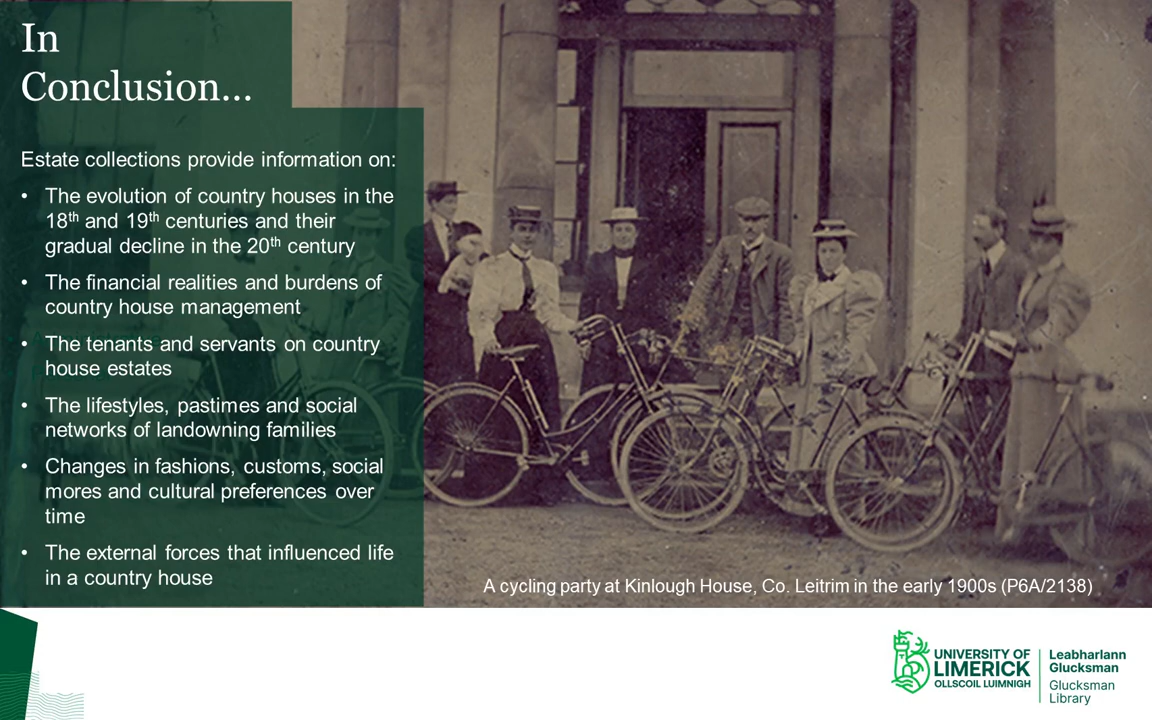 In
Conclusion...
Estate collections provide information on:
• The evolution of country houses in the
18th and 19th centuries and their
gradual decline in the 20th century
• The financial realities and burdens of
country house management
• The tenants and servants on country
house estates
• The lifestyles, pastimes and social
networks of landowning families
• Changes in fashions, customs, social
mores and cultural preferences over
time
• The external forces that influenced life
in a country house
A cycling party at Kinlough House, Co. Leitrim in the early 1900s (P6A/2138)
UNIVERSITY OF
LIMERICK
OLLSCOIL LUIMNIGH
Leabharlann
Glucksman
Glucksman
Library